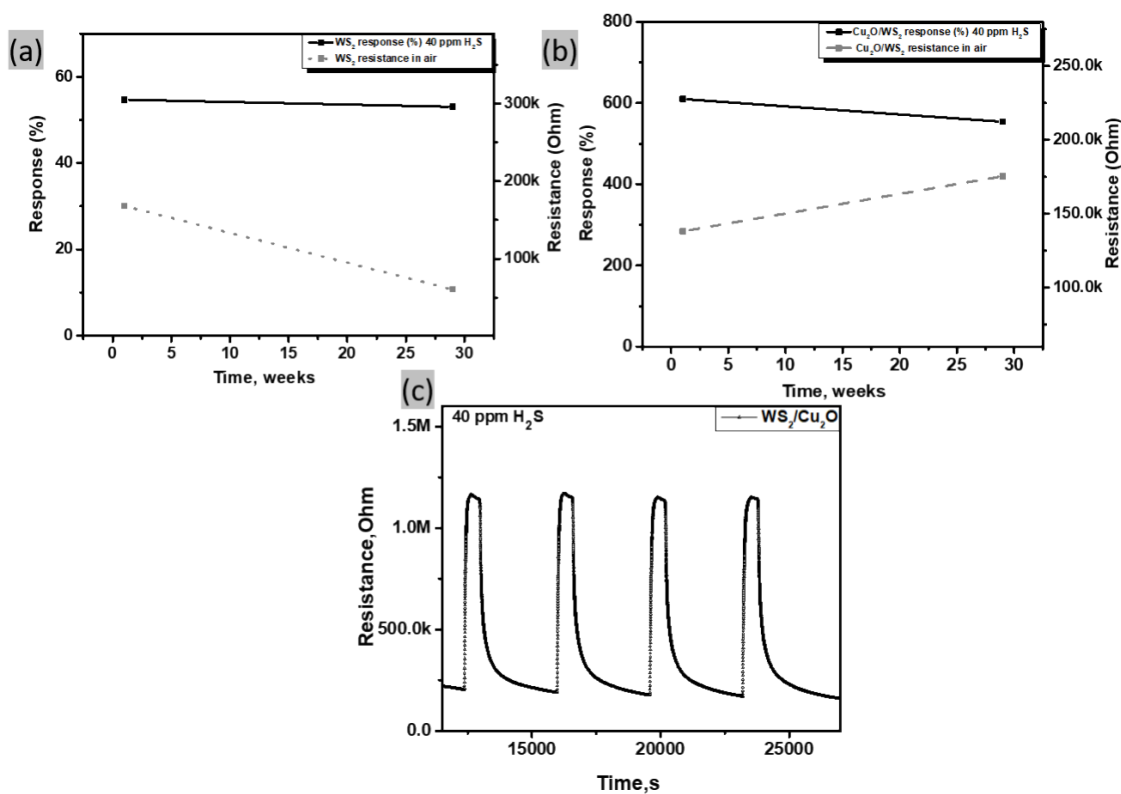 (a)
WS₂ response (%) 40 ppm H₂S
WS₂ resistance in air
Response (%)
60
40
20
0
300k
200k
100k
Resistance (Ohm)
0 5 10 15 20 25 30
Time, weeks
(b)
Cu₂O/WS₂ response (%) 40 ppm H₂S
Cu₂O/WS₂ resistance in air
Response (%)
800
600
400
200
0
250.0k
200.0k
150.0k
100.0k
Resistance (Ohm)
0 5 10 15 20 25 30
Time, weeks
(c)
40 ppm H₂S
WS₂/Cu₂O
Resistance,Ohm
1.5M
1.0M
500.0k
0.0
15000 20000 25000
Time,s